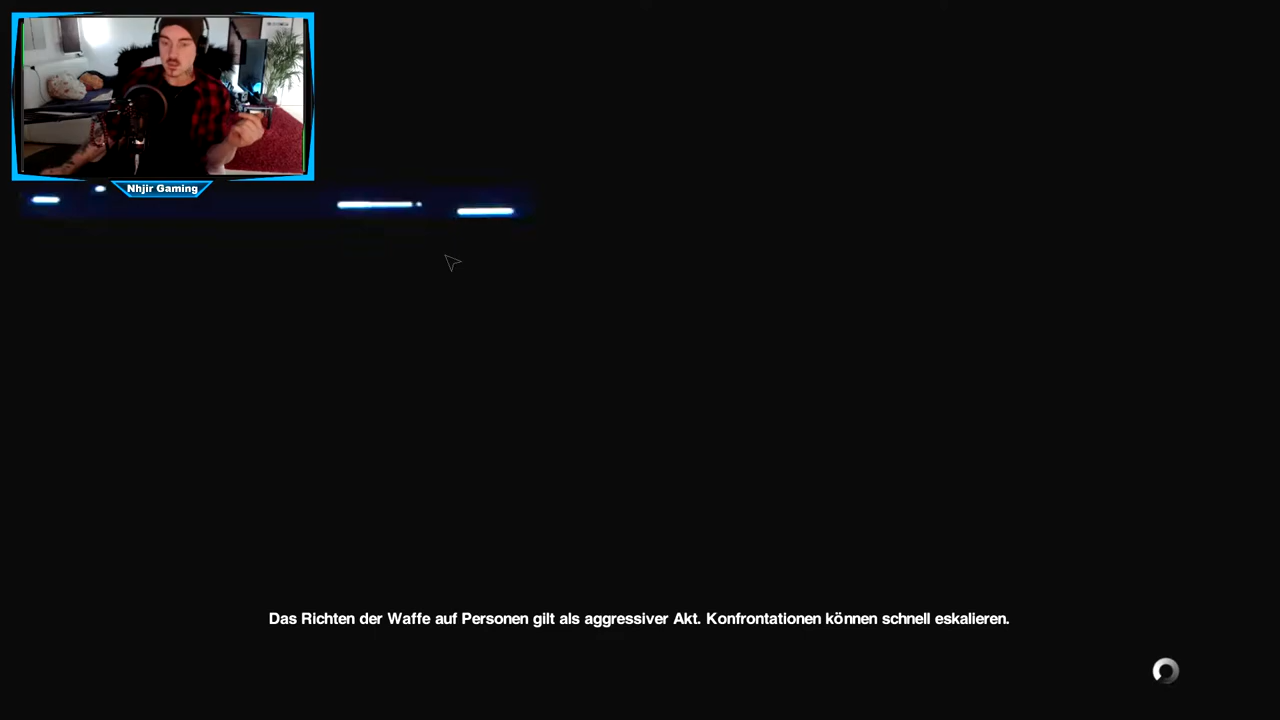 Nhjir Gaming
Das Richten der Waffe auf Personen gilt als aggressiver Akt. Konfrontationen können schnell eskalieren.